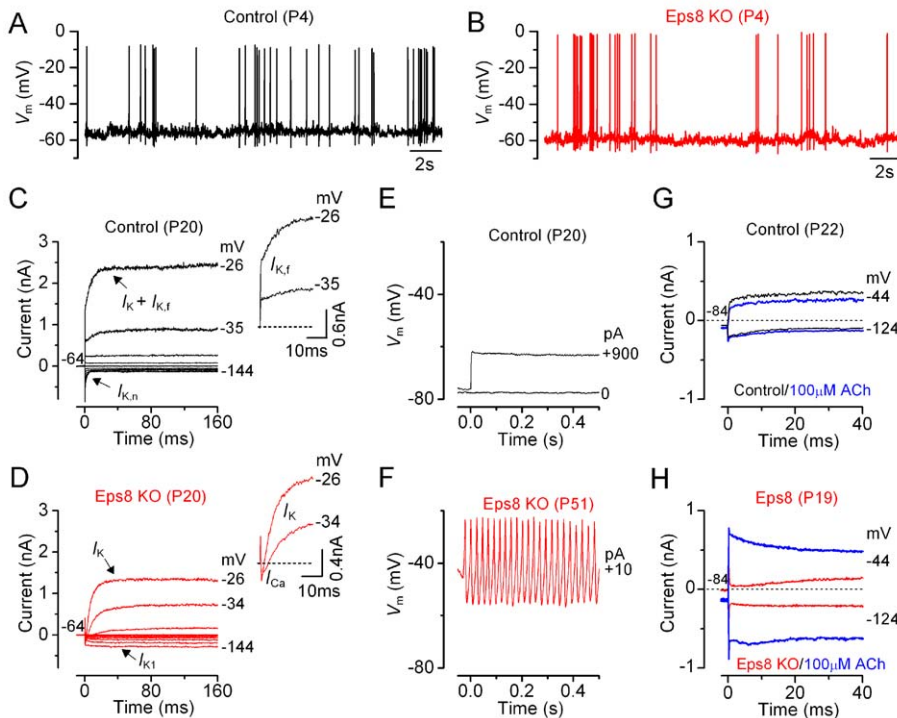 A
Control (P4)
0
-20
-40
-60
Vm (mV)
2s
B
Eps8 KO (P4)
0
-20
-40
-60
Vm (mV)
2s
C
Control (P20)
mV
-26
IK,f
-35
0.6nA
10ms
3
2
1
0
Current (nA)
mV
-26
IK + IK,f
-35
-64
-144
IK,n
0 40 80 120 160
Time (ms)
D
Eps8 KO (P20)
mV
-26
IK
-34
ICa
0.4nA
10ms
3
2
1
0
Current (nA)
IK
mV
-26
-34
-64
-144
IK1
0 40 80 120 160
Time (ms)
E
Control (P20)
-40
-60
-80
Vm (mV)
pA
+900
0
0.0 0.2 0.4
Time (s)
F
Eps8 KO (P51)
-40
-60
-80
Vm (mV)
pA
+10
0.0 0.2 0.4
Time (s)
G
Control (P22)
1
0
-1
Current (nA)
mV
-44
-84
-124
Control/100μM ACh
0 20 40
Time (ms)
H
Eps8 (P19)
1
0
-1
Current (nA)
mV
-44
-84
-124
Eps8 KO/100μM ACh
0 20 40
Time (ms)